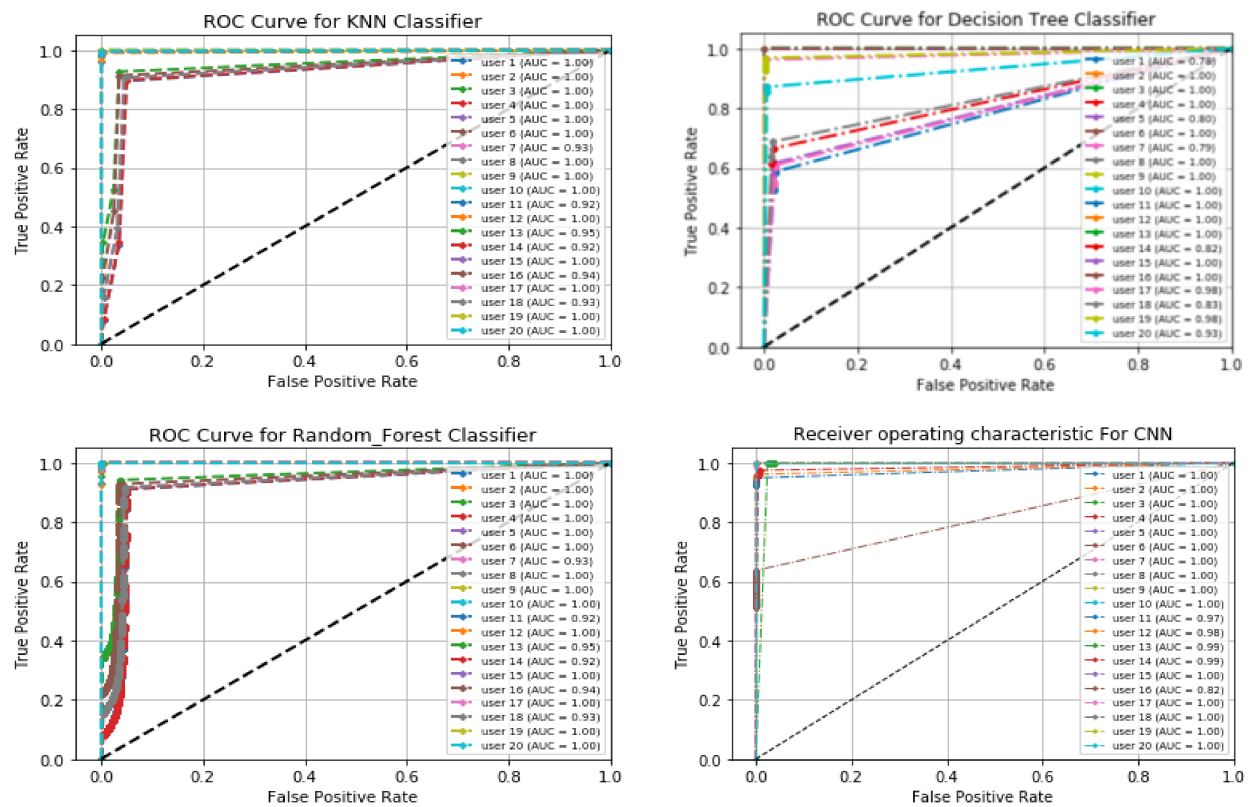 ROC Curve for KNN Classifier
True Positive Rate
1.0
0.8
0.6
0.4
0.2
0.0
user 1 (AUC = 1.00)
user 2 (AUC = 1.00)
user 3 (AUC = 1.00)
user 4 (AUC = 1.00)
user 5 (AUC = 1.00)
user 6 (AUC = 1.00)
user 7 (AUC = 0.93)
user 8 (AUC = 1.00)
user 9 (AUC = 1.00)
user 10 (AUC = 1.00)
user 11 (AUC = 0.92)
user 12 (AUC = 1.00)
user 13 (AUC = 0.95)
user 14 (AUC = 0.92)
user 15 (AUC = 1.00)
user 16 (AUC = 0.94)
user 17 (AUC = 1.00)
user 18 (AUC = 0.93)
user 19 (AUC = 1.00)
user 20 (AUC = 1.00)
0.0 0.2 0.4 0.6 0.8 1.0
False Positive Rate
ROC Curve for Decision Tree Classifier
True Positive Rate
1.0
0.8
0.6
0.4
0.2
0.0
user 1 (AUC = 0.78)
user 2 (AUC = 1.00)
user 3 (AUC = 1.00)
user 4 (AUC = 1.00)
user 5 (AUC = 0.80)
user 6 (AUC = 1.00)
user 7 (AUC = 0.79)
user 8 (AUC = 1.00)
user 9 (AUC = 1.00)
user 10 (AUC = 1.00)
user 11 (AUC = 1.00)
user 12 (AUC = 1.00)
user 13 (AUC = 1.00)
user 14 (AUC = 0.82)
user 15 (AUC = 1.00)
user 16 (AUC = 1.00)
user 17 (AUC = 0.98)
user 18 (AUC = 0.83)
user 19 (AUC = 0.98)
user 20 (AUC = 0.93)
0.0 0.2 0.4 0.6 0.8 1.0
False Positive Rate
ROC Curve for Random_Forest Classifier
True Positive Rate
1.0
0.8
0.6
0.4
0.2
0.0
user 1 (AUC = 1.00)
user 2 (AUC = 1.00)
user 3 (AUC = 1.00)
user 4 (AUC = 1.00)
user 5 (AUC = 1.00)
user 6 (AUC = 1.00)
user 7 (AUC = 0.93)
user 8 (AUC = 1.00)
user 9 (AUC = 1.00)
user 10 (AUC = 1.00)
user 11 (AUC = 0.92)
user 12 (AUC = 1.00)
user 13 (AUC = 0.95)
user 14 (AUC = 0.92)
user 15 (AUC = 1.00)
user 16 (AUC = 0.94)
user 17 (AUC = 1.00)
user 18 (AUC = 0.93)
user 19 (AUC = 1.00)
user 20 (AUC = 1.00)
0.0 0.2 0.4 0.6 0.8 1.0
False Positive Rate
Receiver operating characteristic For CNN
True Positive Rate
1.0
0.8
0.6
0.4
0.2
0.0
user 1 (AUC = 1.00)
user 2 (AUC = 1.00)
user 3 (AUC = 1.00)
user 4 (AUC = 1.00)
user 5 (AUC = 1.00)
user 6 (AUC = 1.00)
user 7 (AUC = 1.00)
user 8 (AUC = 1.00)
user 9 (AUC = 1.00)
user 10 (AUC = 1.00)
user 11 (AUC = 0.97)
user 12 (AUC = 0.98)
user 13 (AUC = 0.99)
user 14 (AUC = 0.99)
user 15 (AUC = 1.00)
user 16 (AUC = 0.82)
user 17 (AUC = 1.00)
user 18 (AUC = 1.00)
user 19 (AUC = 1.00)
user 20 (AUC = 1.00)
0.0 0.2 0.4 0.6 0.8 1.0
False Positive Rate